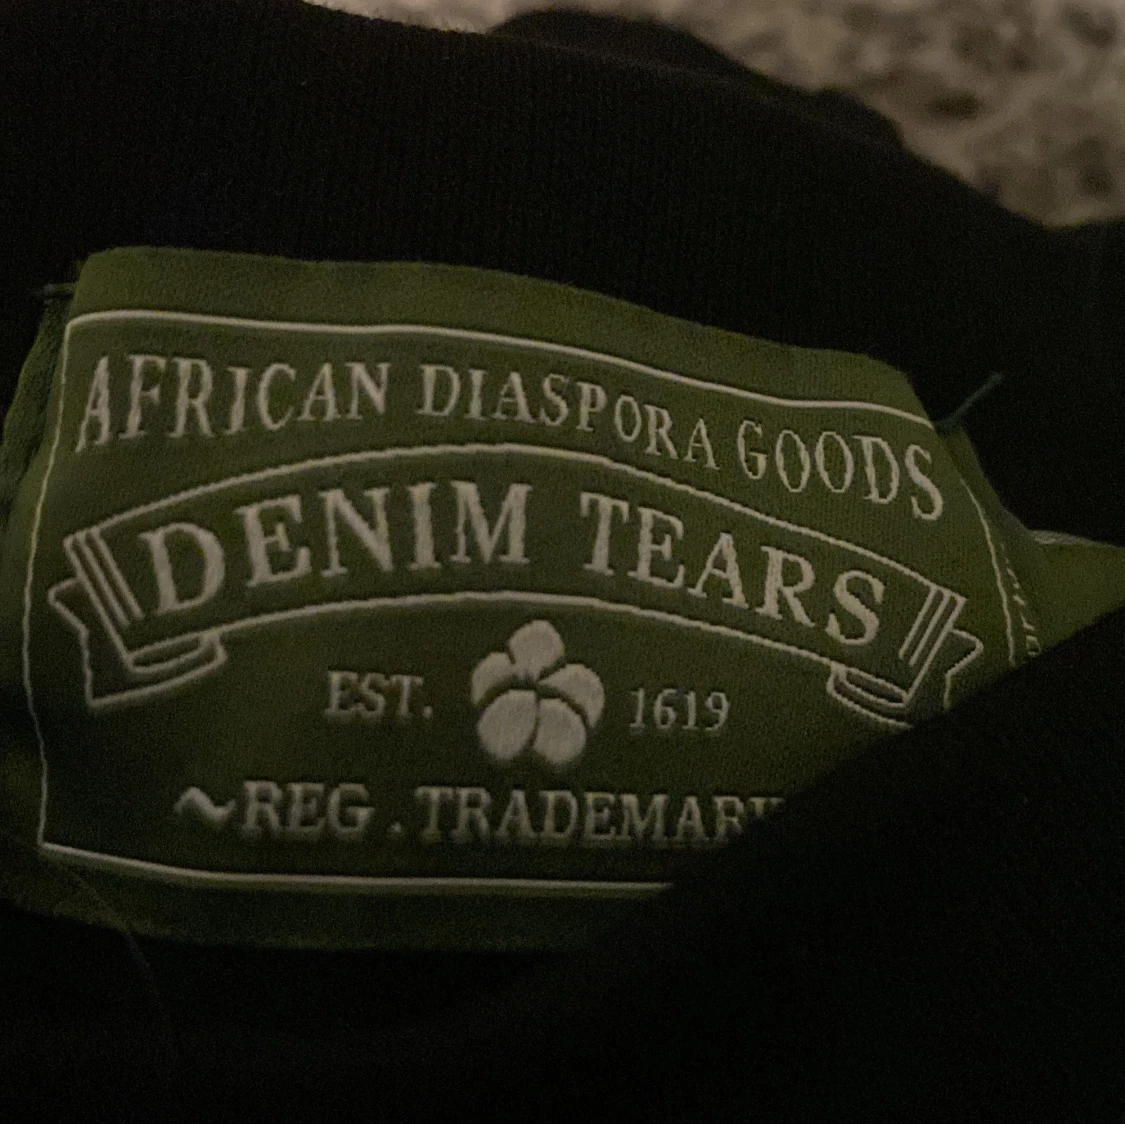 AFRICAN DIASPORA GOODS
DENIM TEARS
EST. 1619
~REG . TRADEMARK